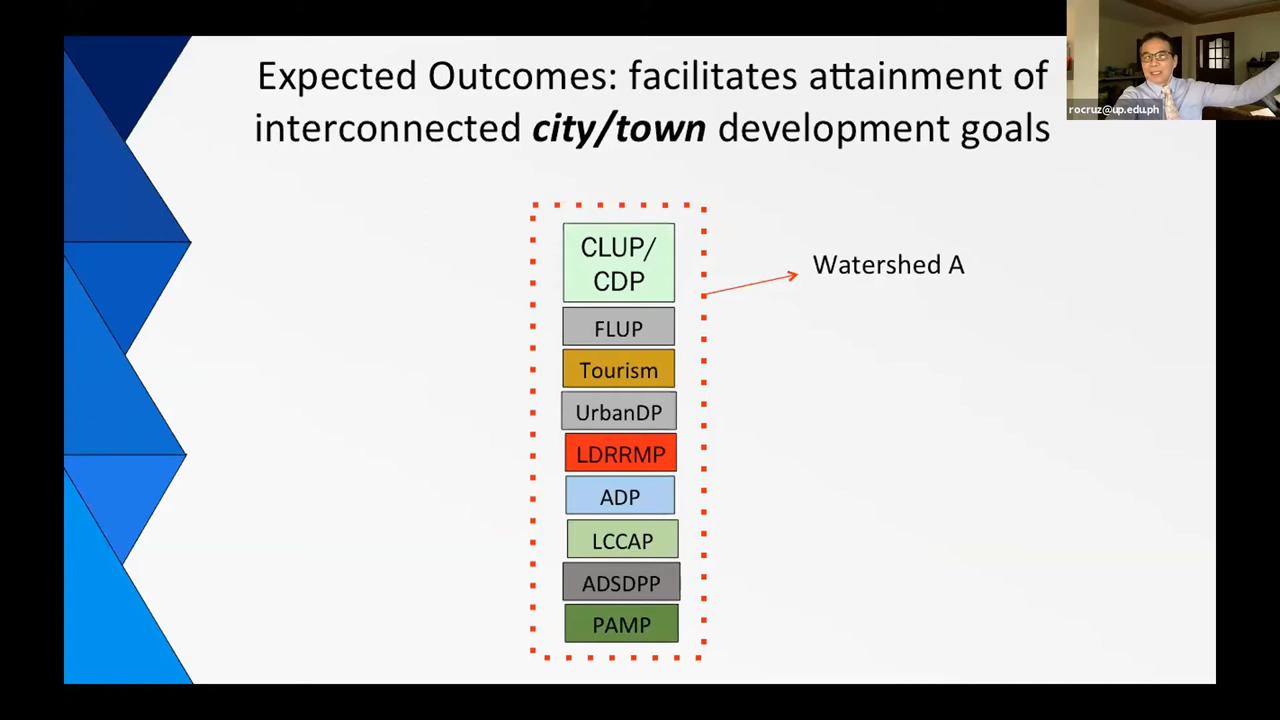 Expected Outcomes: facilitates attainment of
interconnected city/town development goals
rocruz@up.edu.ph
CLUP/
CDP
Watershed A
FLUP
Tourism
UrbanDP
LDRRMP
ADP
LCCAP
ADSDPP
PAMP